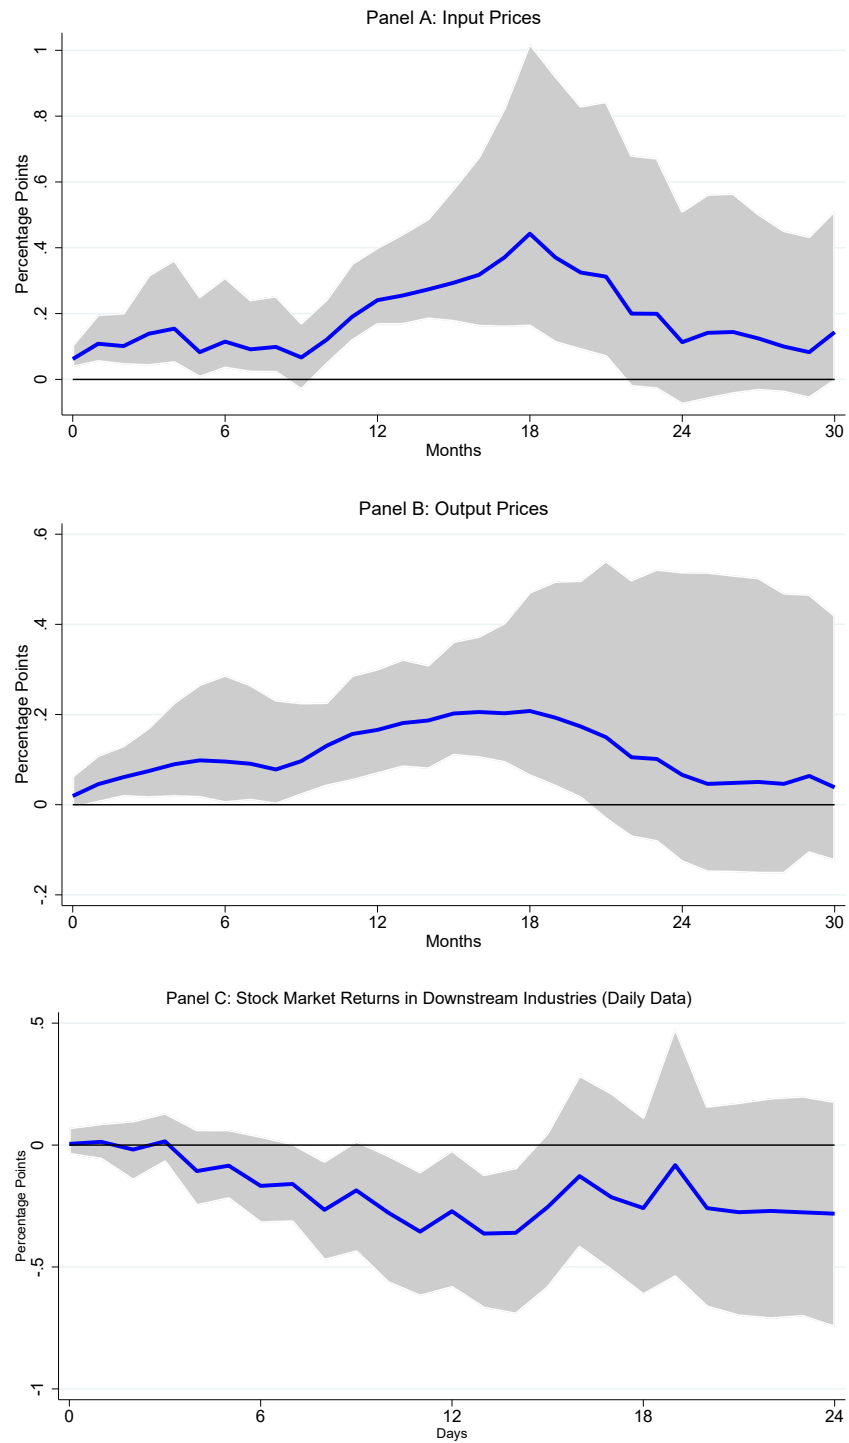 Panel A: Input Prices
Percentage Points
1
.8
.6
.4
.2
0
0 6 12 18 24 30
Months
Panel B: Output Prices
Percentage Points
.6
.4
.2
0
-.2
0 6 12 18 24 30
Months
Panel C: Stock Market Returns in Downstream Industries (Daily Data)
Percentage Points
.5
0
-.5
-1
0 6 12 18 24
Days